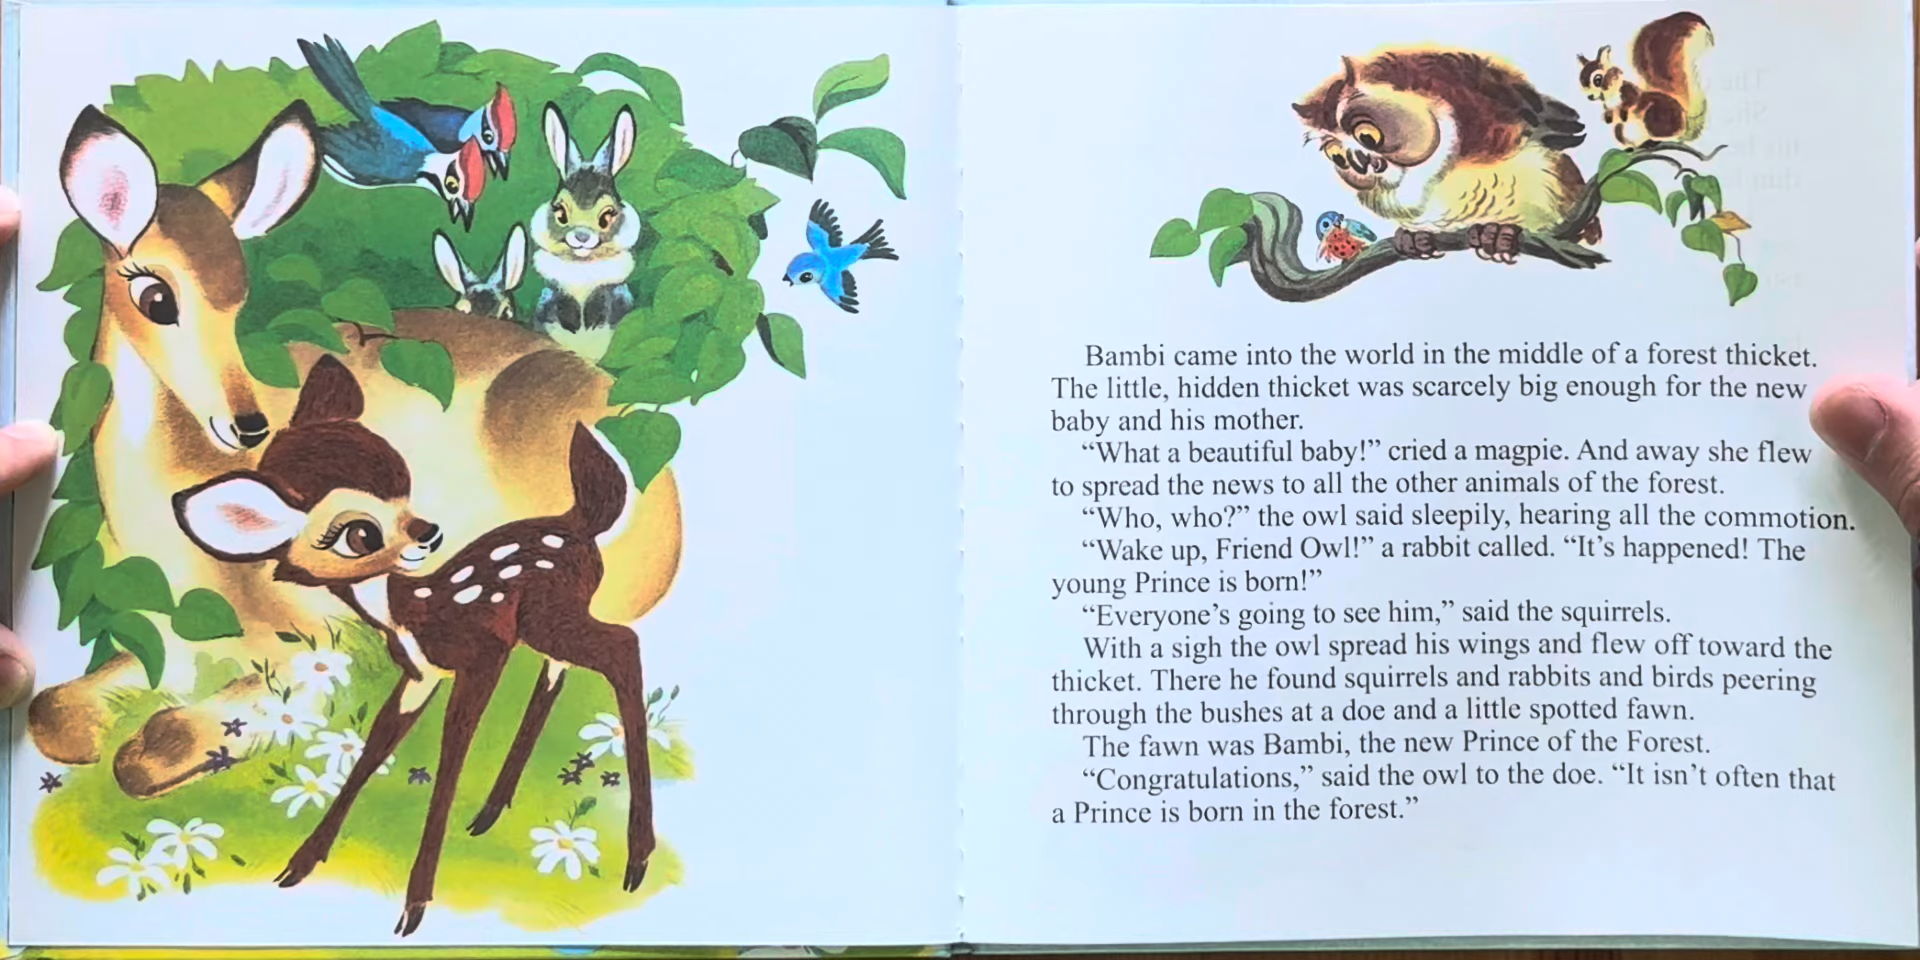 Bambi came into the world in the middle of a forest thicket.
The little, hidden thicket was scarcely big enough for the new
baby and his mother.
“What a beautiful baby!” cried a magpie. And away she flew
to spread the news to all the other animals of the forest.
“Who, who?” the owl said sleepily, hearing all the commotion.
“Wake up, Friend Owl!” a rabbit called. “It’s happened! The
young Prince is born!”
“Everyone’s going to see him,” said the squirrels.
With a sigh the owl spread his wings and flew off toward the
thicket. There he found squirrels and rabbits and birds peering
through the bushes at a doe and a little spotted fawn.
The fawn was Bambi, the new Prince of the Forest.
“Congratulations,” said the owl to the doe. “It isn’t often that
a Prince is born in the forest.”